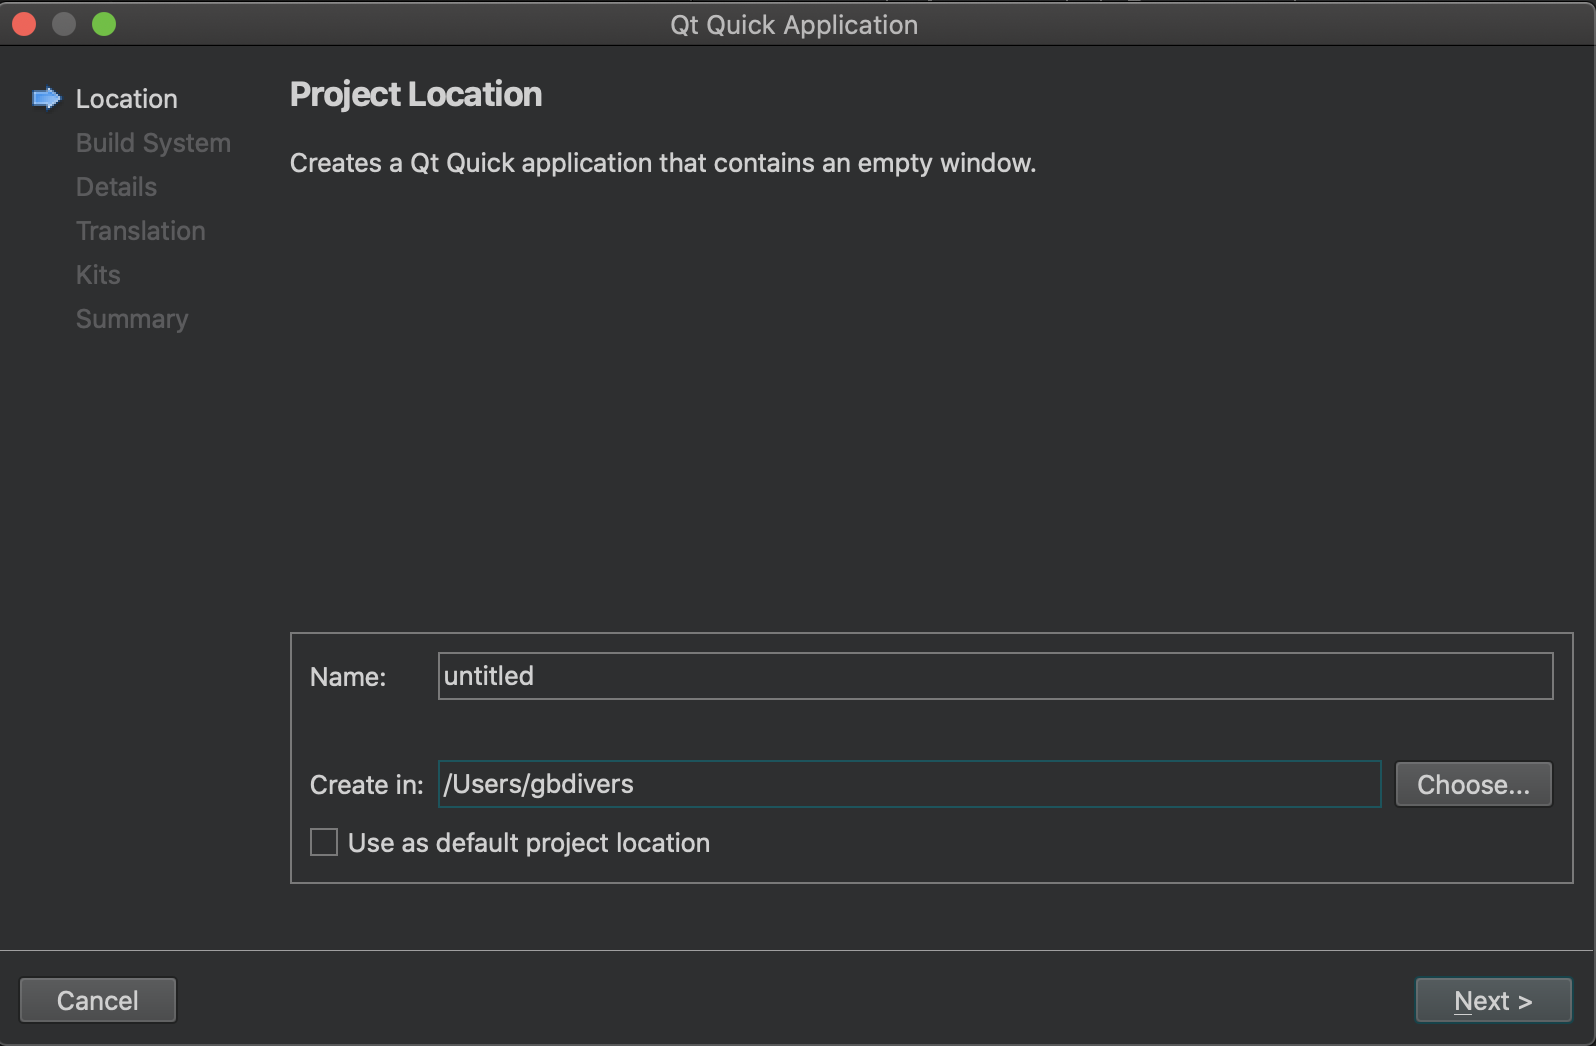 Qt Quick Application
Location
Build System
Details
Translation
Kits
Summary
Project Location
Creates a Qt Quick application that contains an empty window.
Name: untitled
Create in: /Users/gbdivers Choose...
Use as default project location
Cancel Next >